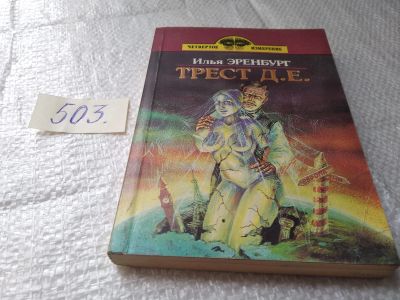 ЧЕТВЕРТОЕ ИЗМЕРЕНИЕ
Илья ЭРЕНБУРГ
ТРЕСТ Д.Е.
503.